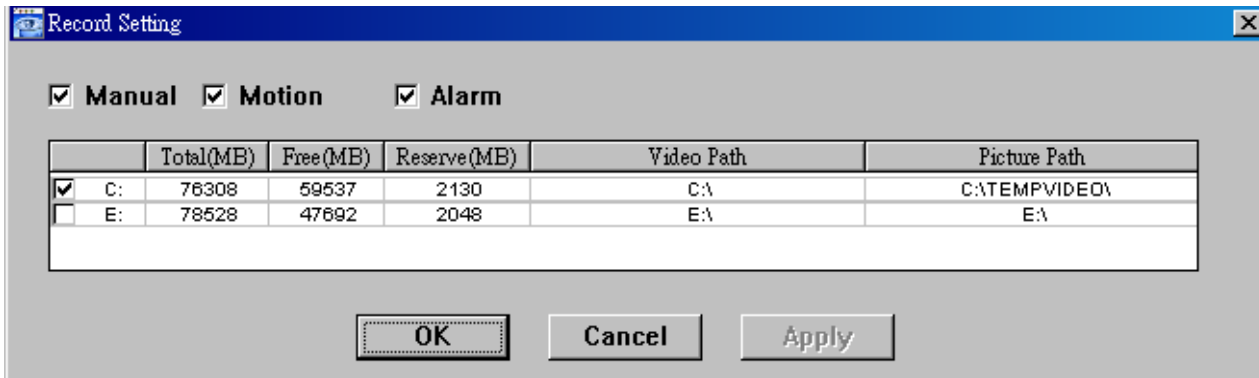 Record Setting
Manual Motion Alarm
Total(MB) Free(MB) Reserve(MB) Video Path Picture Path
C: 76308 59537 2130 C:\ C:\TEMPVIDEO\
E: 78528 47692 2048 E:\ E:\
OK Cancel Apply